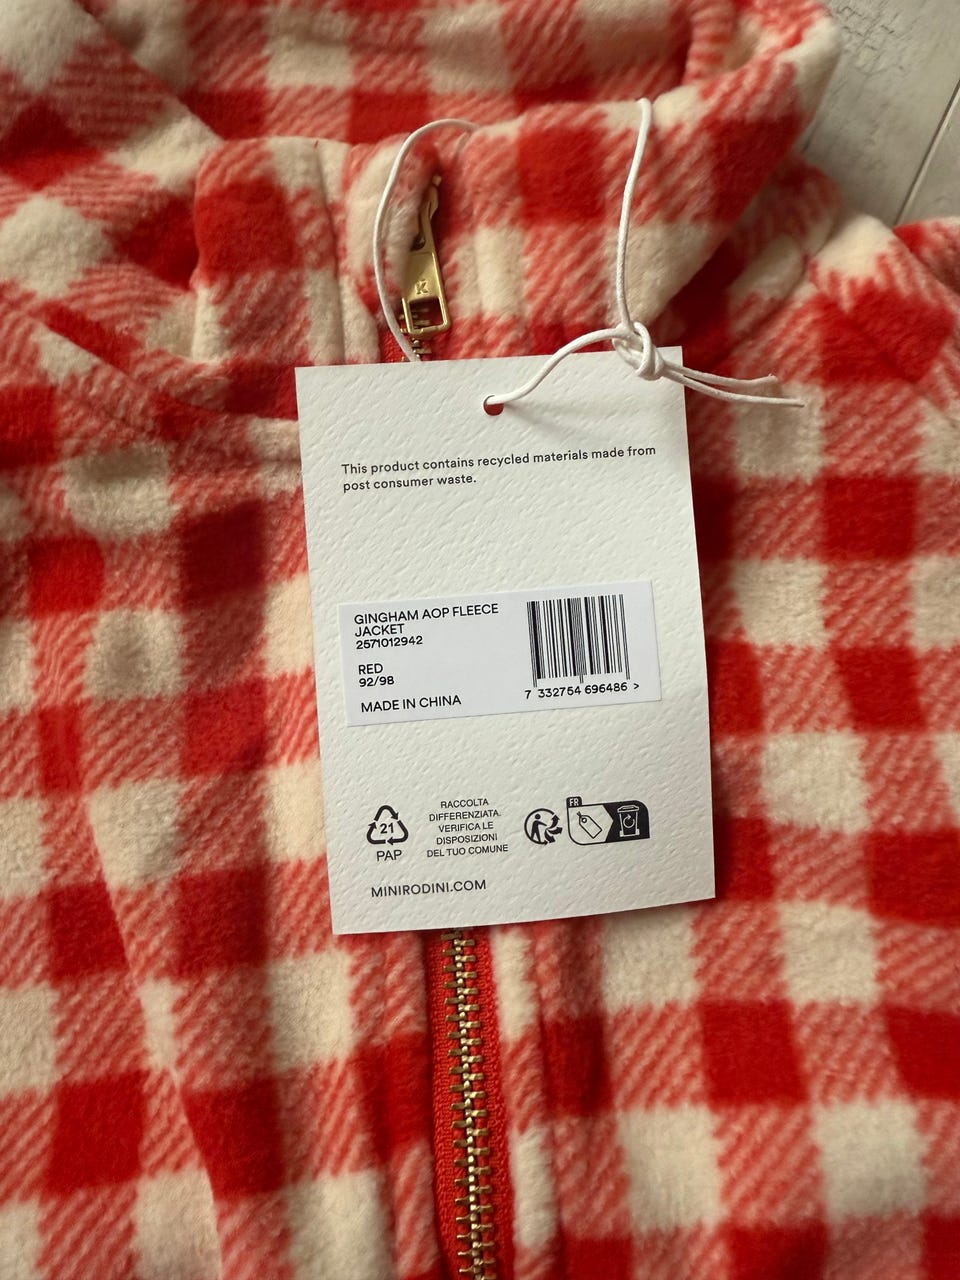 K
This product contains recycled materials made from
post consumer waste.
GINGHAM AOP FLEECE
JACKET
2571012942
RED
92/98
MADE IN CHINA
7 332754 696486 >
21
PAP
RACCOLTA
DIFFERENZIATA.
VERIFICA LE
DISPOSIZIONI
DEL TUO COMUNE
FR
MINIRODINI.COM